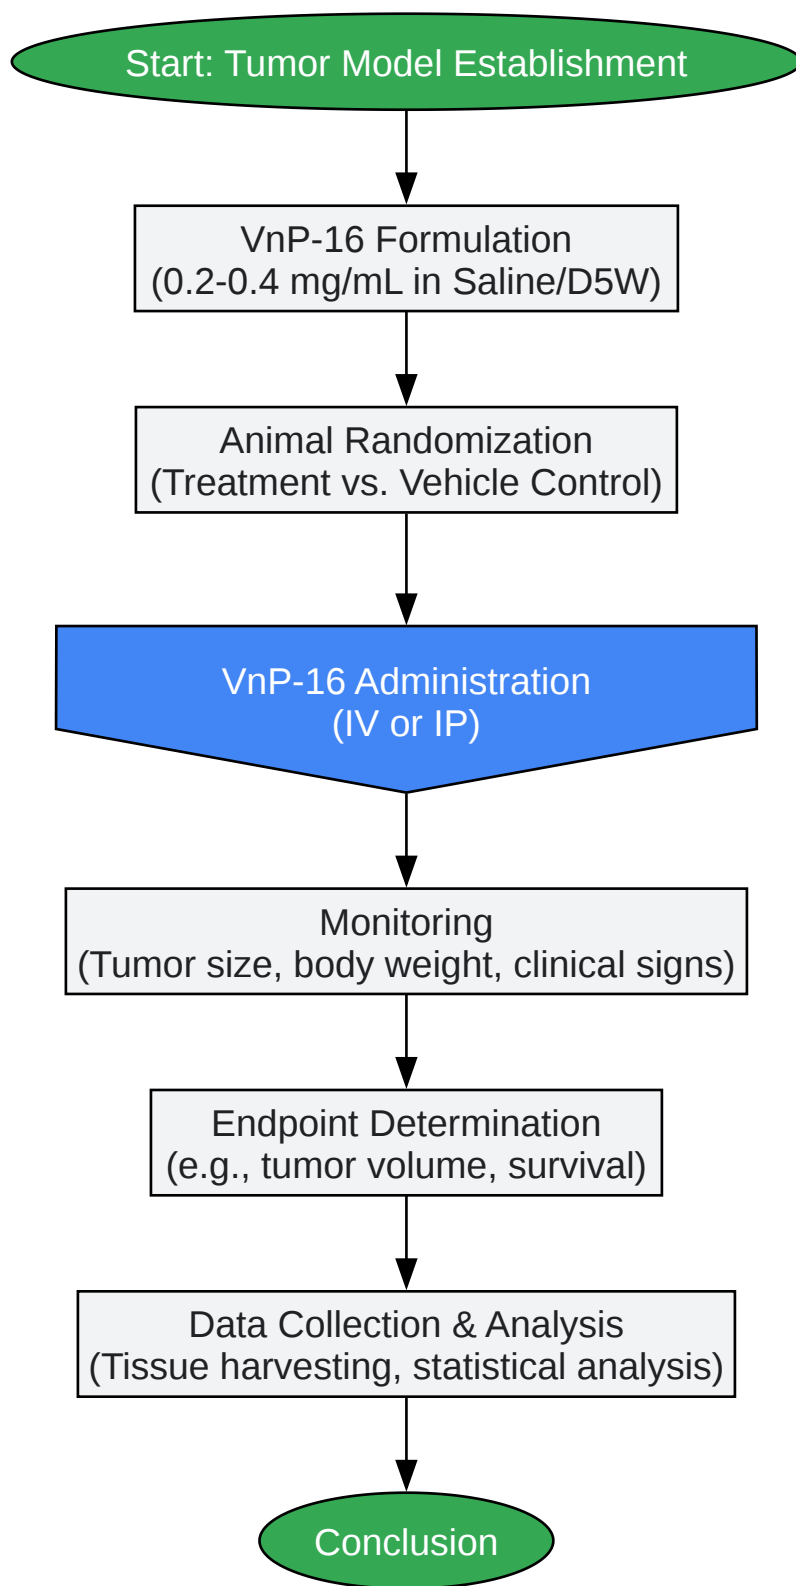 Start: Tumor Model Establishment
VnP-16 Formulation
(0.2-0.4 mg/mL in Saline/D5W)
Animal Randomization
(Treatment vs. Vehicle Control)
VnP-16 Administration
(IV or IP)
Monitoring
(Tumor size, body weight, clinical signs)
Endpoint Determination
(e.g., tumor volume, survival)
Data Collection & Analysis
(Tissue harvesting, statistical analysis)
Conclusion